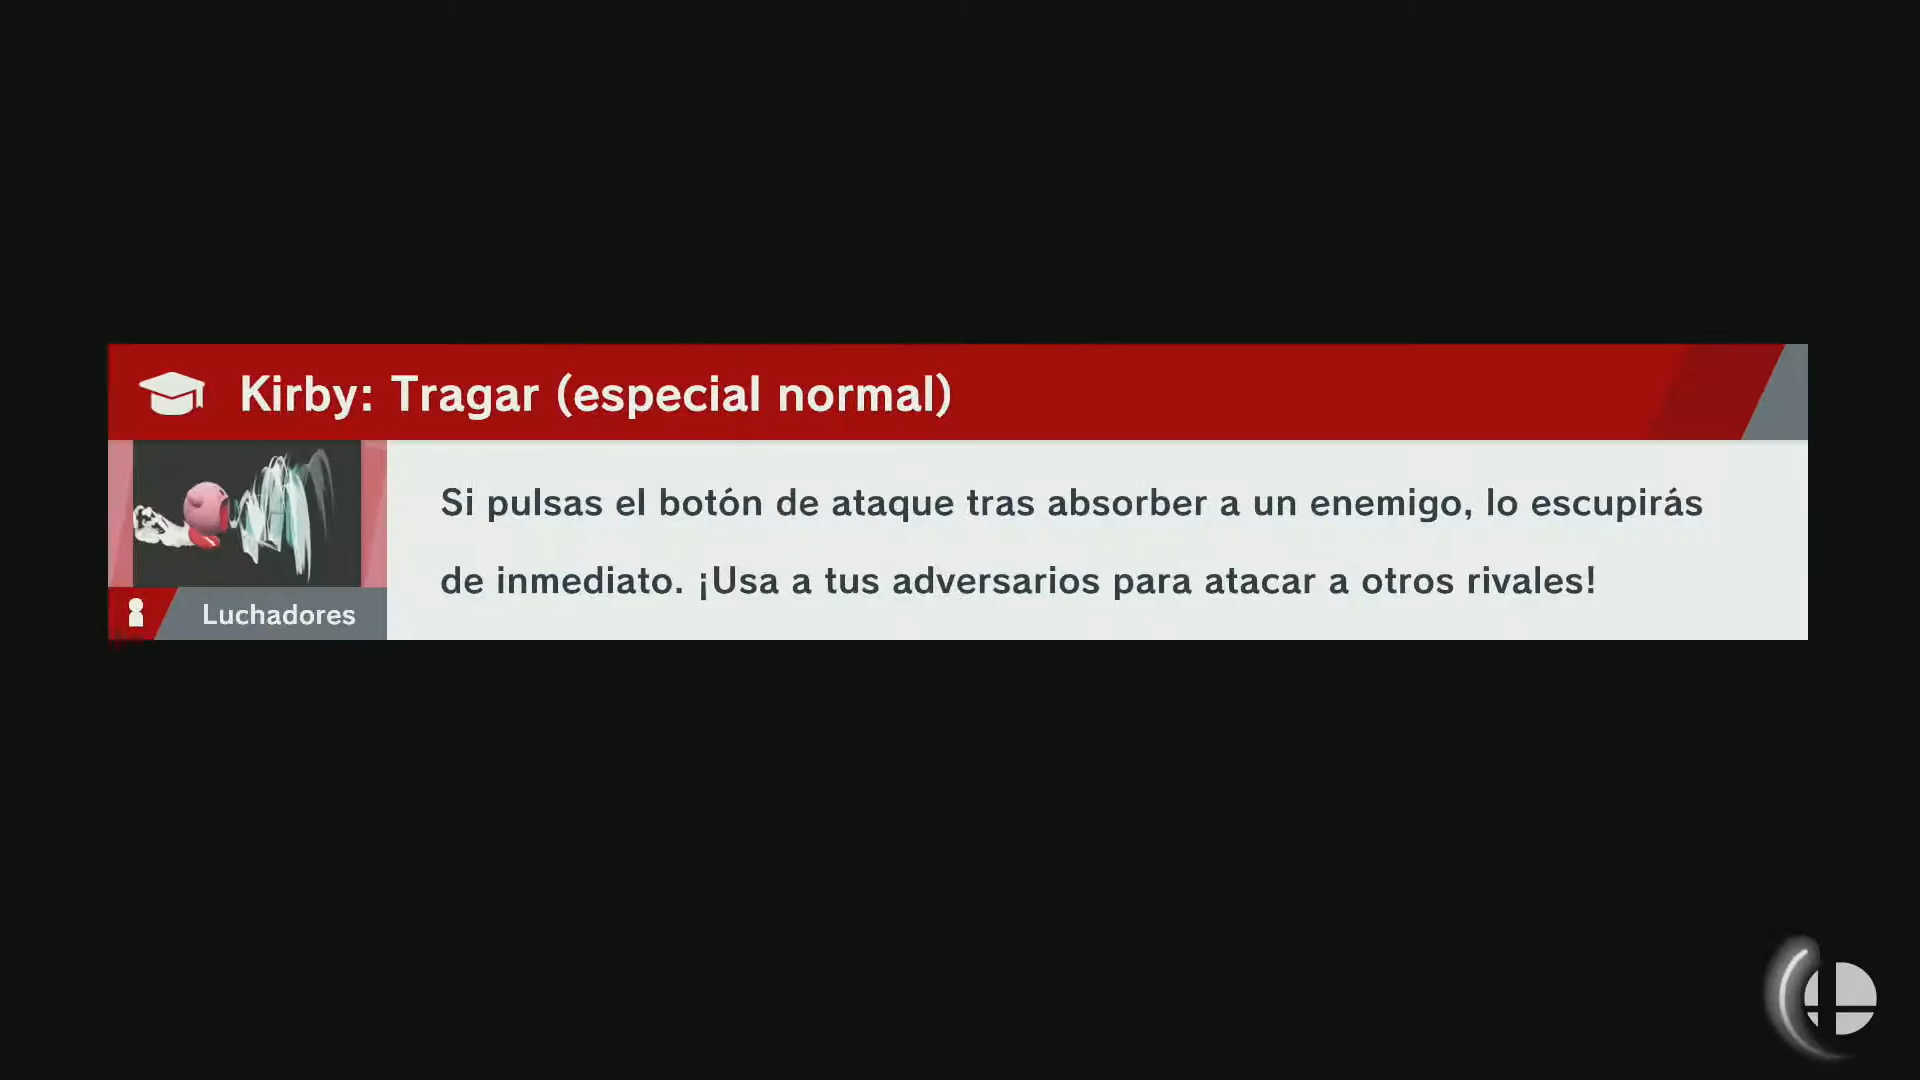 Kirby: Tragar (especial normal)
Si pulsas el botón de ataque tras absorber a un enemigo, lo escupirás
de inmediato. ¡Usa a tus adversarios para atacar a otros rivales!
Luchadores